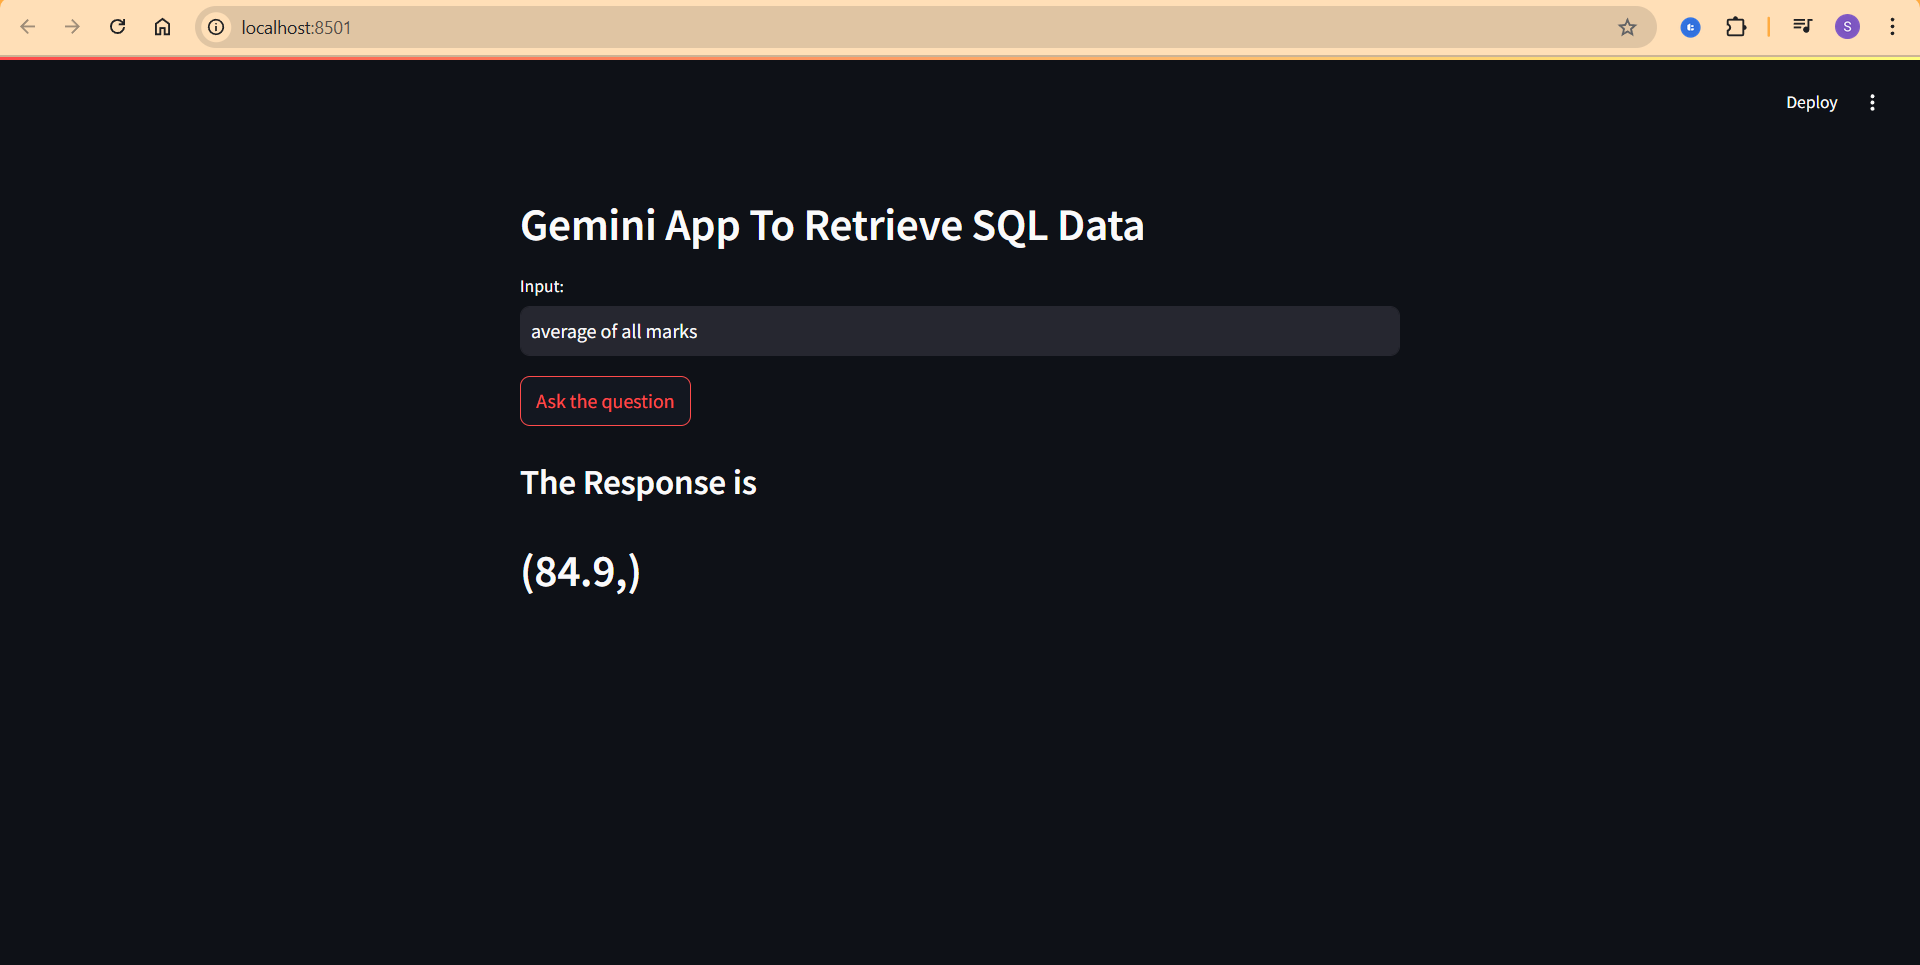 localhost:8501
S
Deploy
Gemini App To Retrieve SQL Data
Input:
average of all marks
Ask the question
The Response is
(84.9,)